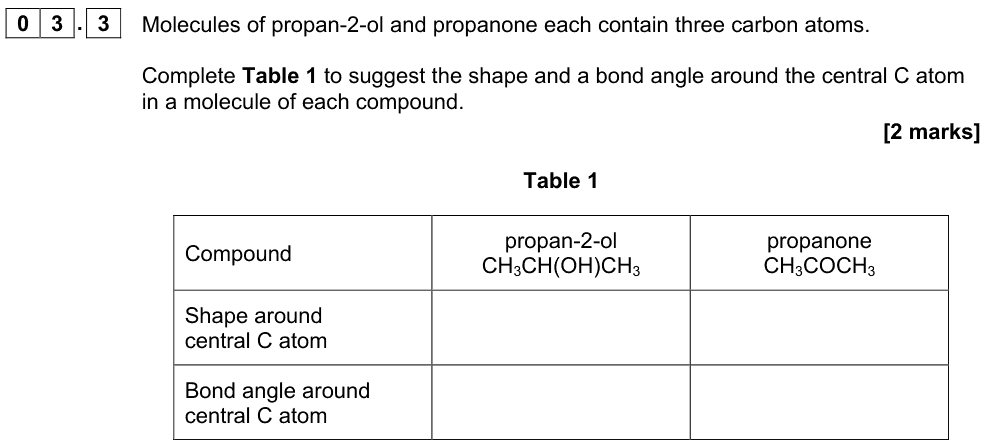 03.3 Molecules of propan-2-ol and propanone each contain three carbon atoms.
Complete Table 1 to suggest the shape and a bond angle around the central C atom
in a molecule of each compound.
[2 marks]
Table 1
Compound propan-2-ol propanone
CH₃CH(OH)CH₃ CH₃COCH₃
Shape around
central C atom
Bond angle around
central C atom